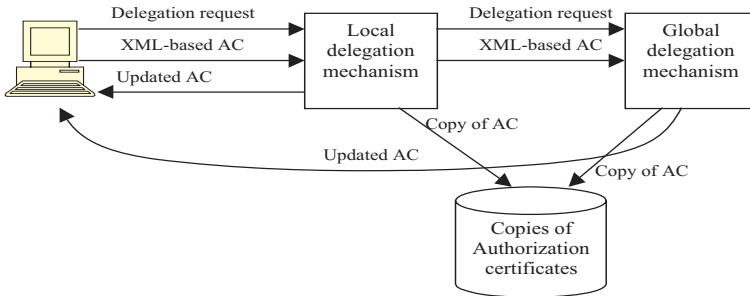 Delegation request
XML-based AC
Updated AC
Local
delegation
mechanism
Delegation request
XML-based AC
Global
delegation
mechanism
Copy of AC
Updated AC
Copy of AC
Copies of
Authorization
certificates